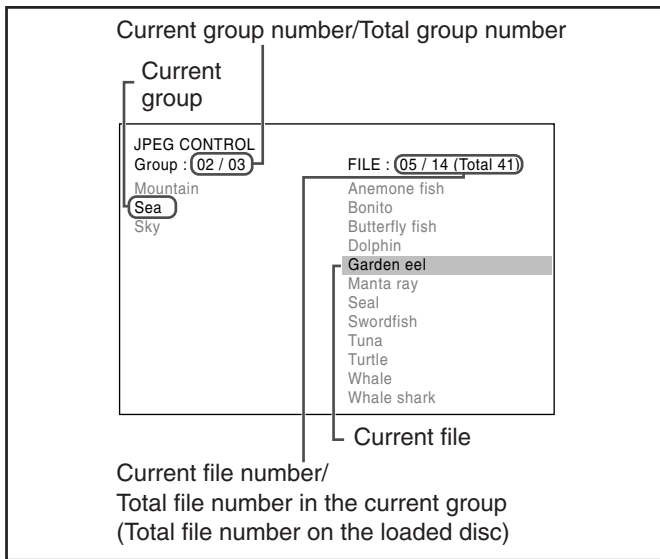 Current group number/Total group number
Current
group
JPEG CONTROL
Group : 02 / 03
FILE : 05 / 14 (Total 41)
Mountain
Sea
Sky
Anemone fish
Bonito
Butterfly fish
Dolphin
Garden eel
Manta ray
Seal
Swordfish
Tuna
Turtle
Whale
Whale shark
Current file
Current file number/
Total file number in the current group
(Total file number on the loaded disc)